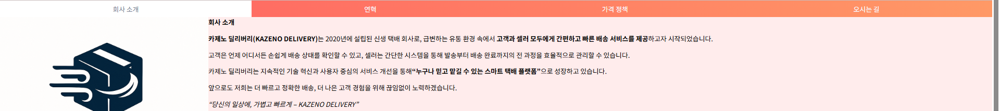 회사 소개
연혁
가격 정책
오시는 길
회사 소개
카제노 딜리버리(KAZENO DELIVERY)는 2020년에 설립된 신생 택배 회사로, 급변하는 유통 환경 속에서 고객과 셀러 모두에게 간편하고 빠른 배송 서비스를 제공하고자 시작되었습니다.
고객은 언제 어디서든 손쉽게 배송 상태를 확인할 수 있고, 셀러는 간단한 시스템을 통해 발송부터 배송 완료까지의 전 과정을 효율적으로 관리할 수 있습니다.
카제노 딜리버리는 지속적인 기술 혁신과 사용자 중심의 서비스 개선을 통해“누구나 믿고 맡길 수 있는 스마트 택배 플랫폼”으로 성장하고 있습니다.
앞으로도 저희는 더 빠르고 정확한 배송, 더 나은 고객 경험을 위해 끊임없이 노력하겠습니다.
“당신의 일상에, 가볍고 빠르게 – KAZENO DELIVERY”